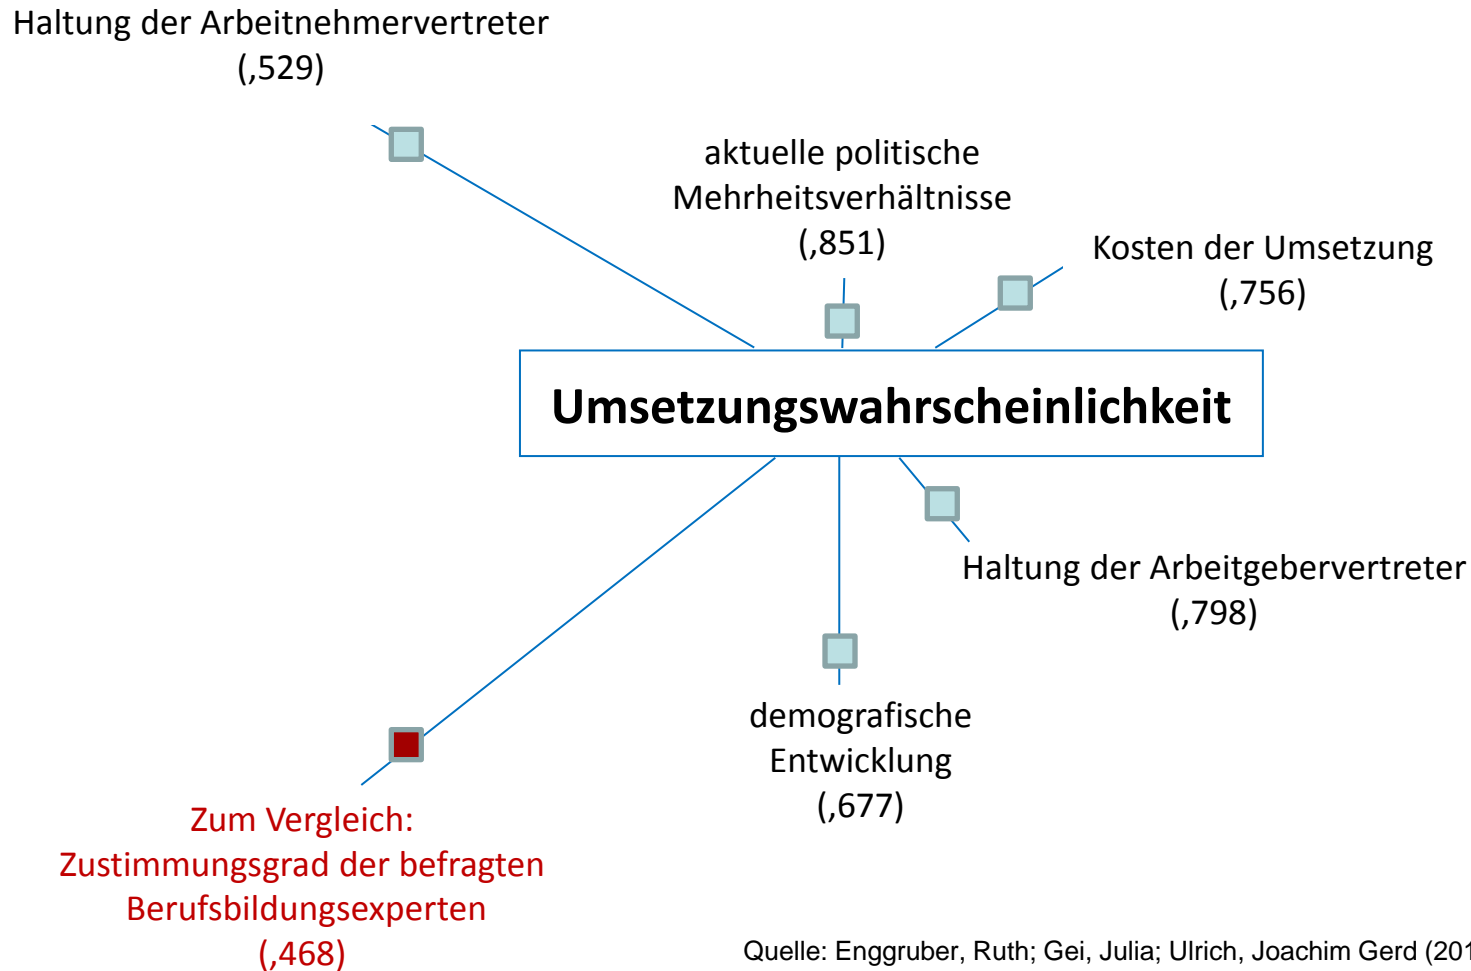 Haltung der Arbeitnehmervertreter
(,529)
aktuelle politische
Mehrheitsverhältnisse
(,851)
Kosten der Umsetzung
(,756)
Umsetzungswahrscheinlichkeit
Haltung der Arbeitgebervertreter
(,798)
demografische
Entwicklung
(,677)
Zum Vergleich:
Zustimmungsgrad der befragten
Berufsbildungsexperten
(,468)
Quelle: Enggruber, Ruth; Gei, Julia; Ulrich, Joachim Gerd (201